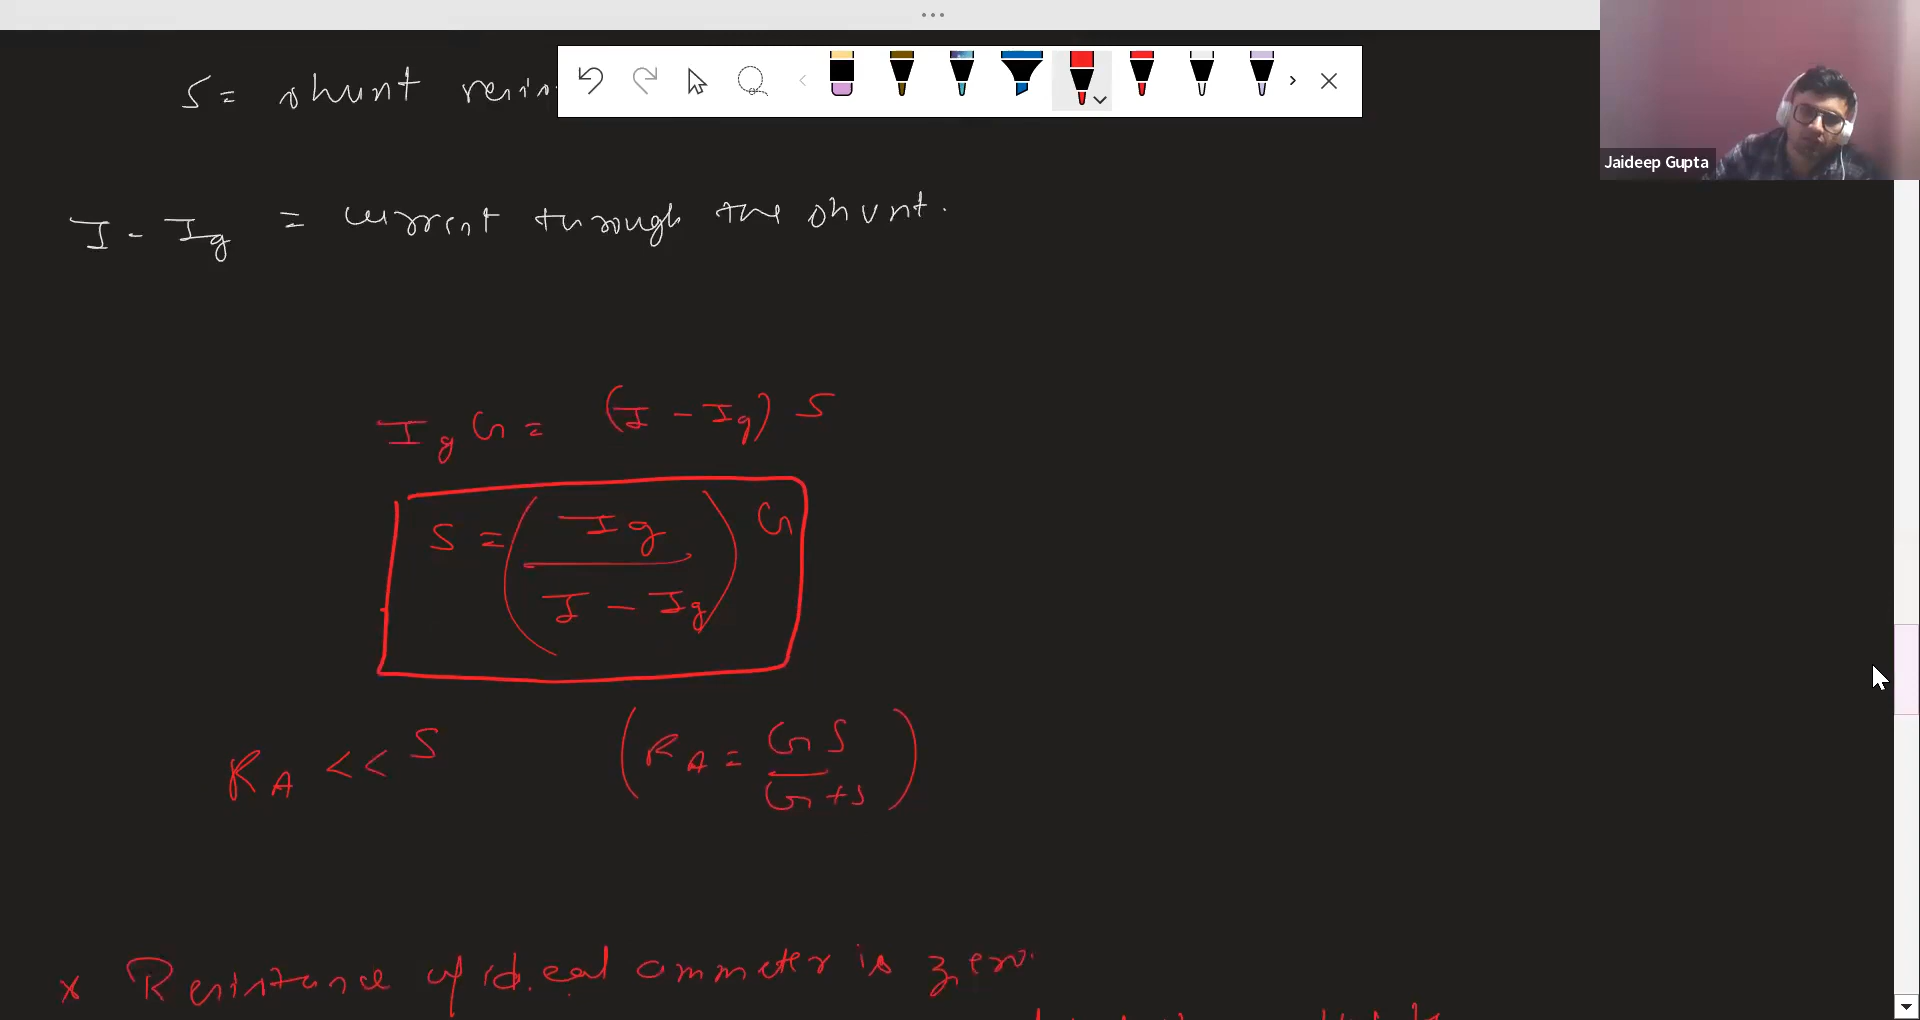 S = shunt resis
Jaideep Gupta
I - Ig = current through the shunt.
Ig G = (I - Ig) S
S = (Ig / I - Ig) G
RA << S (RA = GS / G+S)
* Resistance of ideal ammeter is zero.